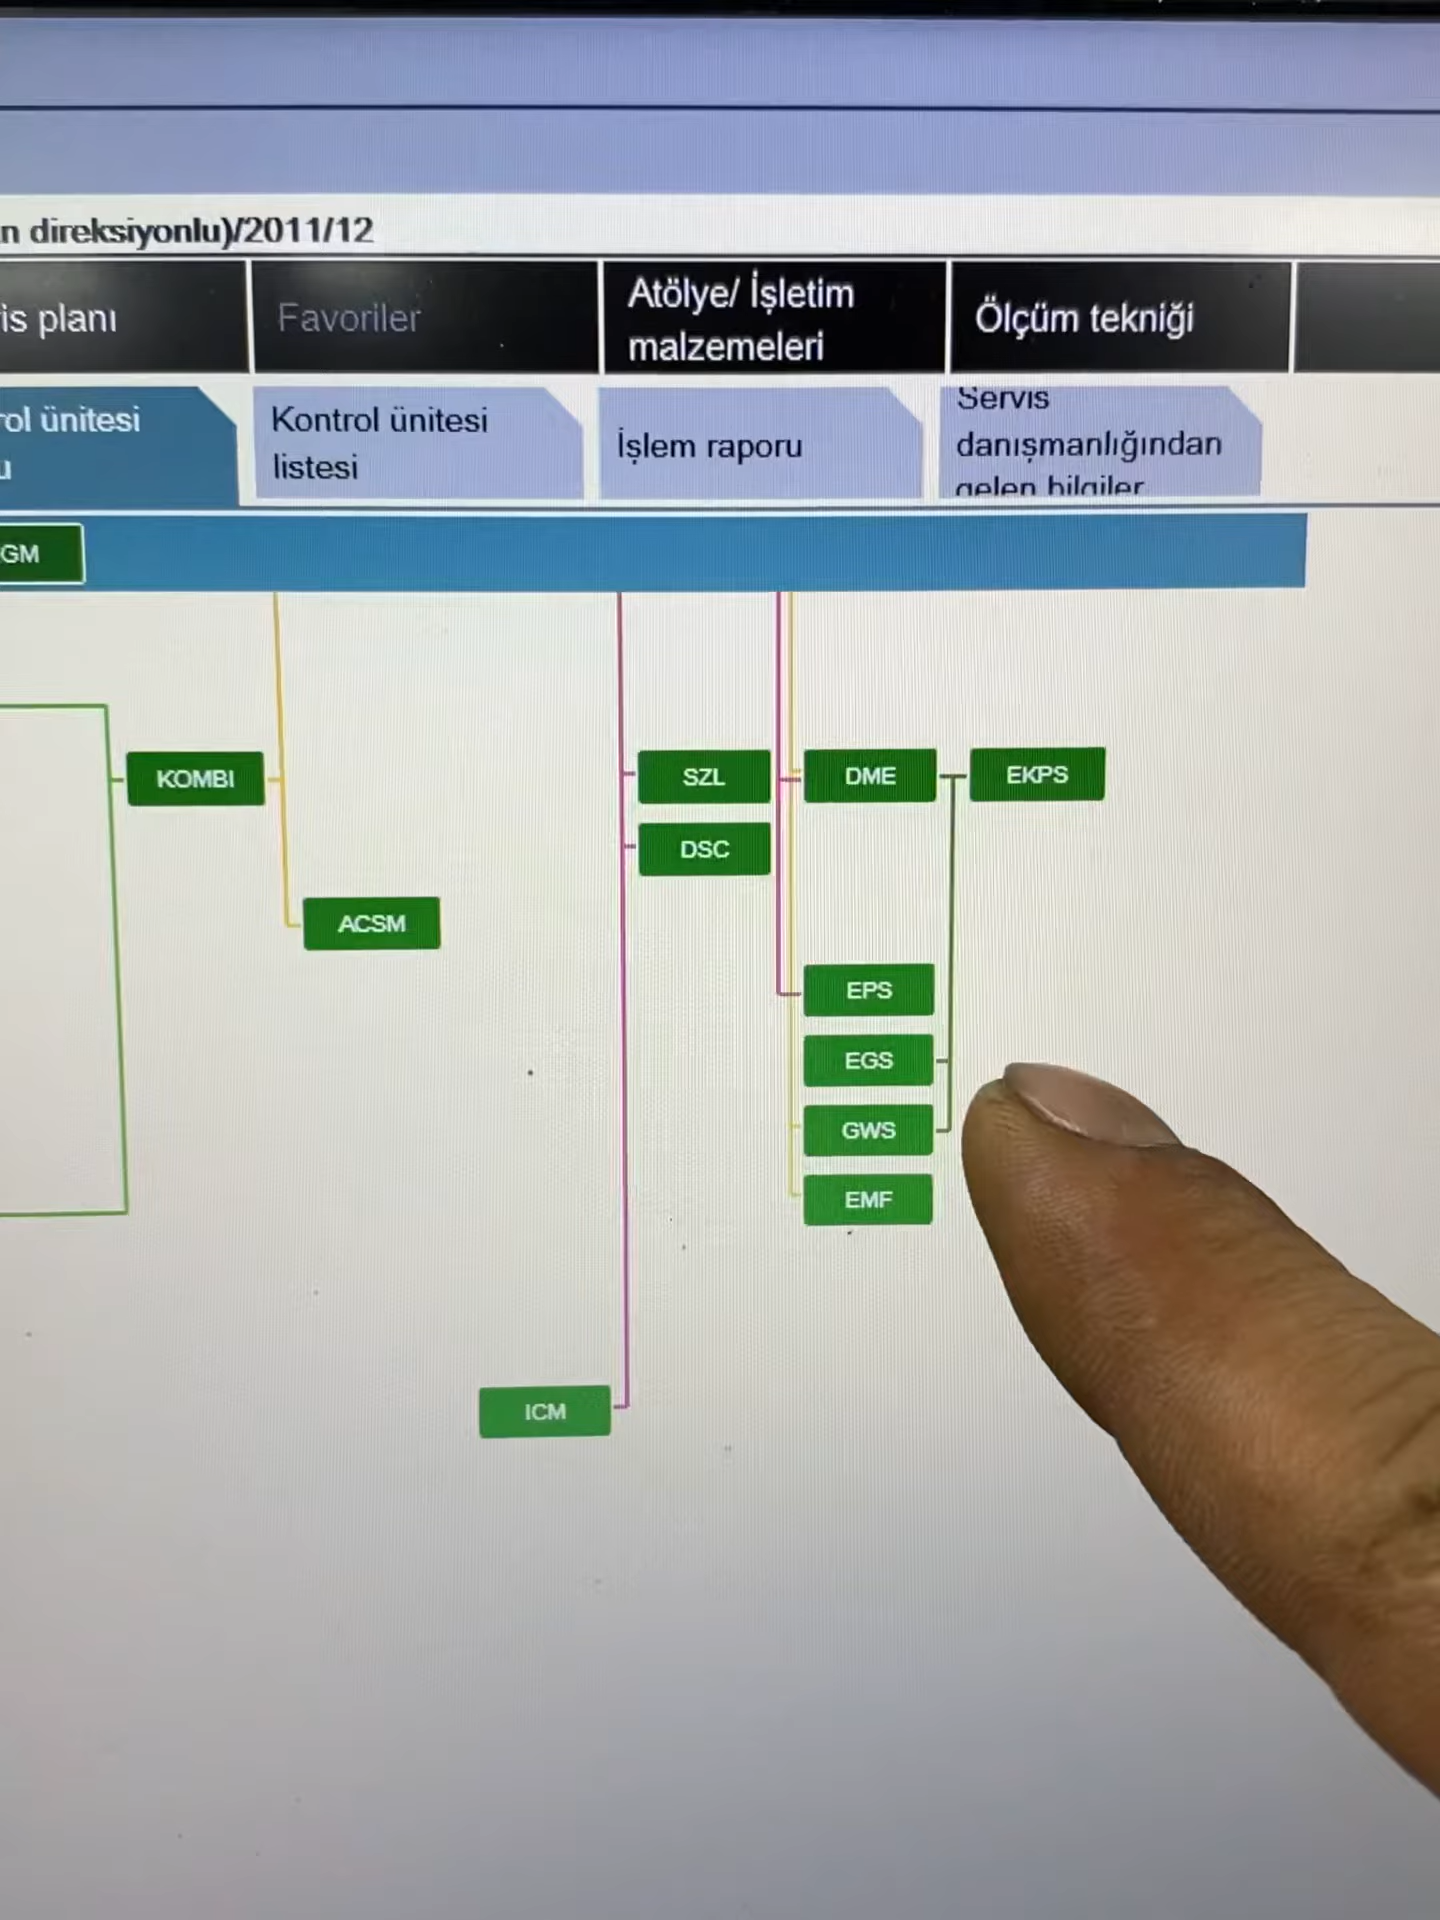 n direksiyonlu)/2011/12
is planı
Favoriler
Atölye/ İşletim
malzemeleri
Ölçüm tekniği
rol ünitesi
u
Kontrol ünitesi
listesi
İşlem raporu
Servis
danışmanlığından
gelen bilgiler
GM
KOMBI
SZL
DME
EKPS
DSC
ACSM
EPS
EGS
GWS
EMF
ICM